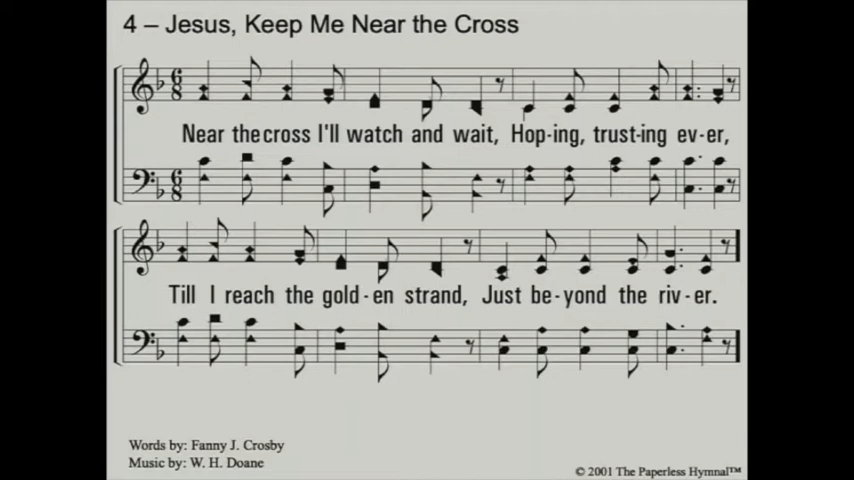 4 – Jesus, Keep Me Near the Cross
Near the cross I'll watch and wait, Hop-ing, trust-ing ev-er,
Till I reach the gold-en strand, Just be-yond the riv-er.
Words by: Fanny J. Crosby
Music by: W. H. Doane
© 2001 The Paperless Hymnal™